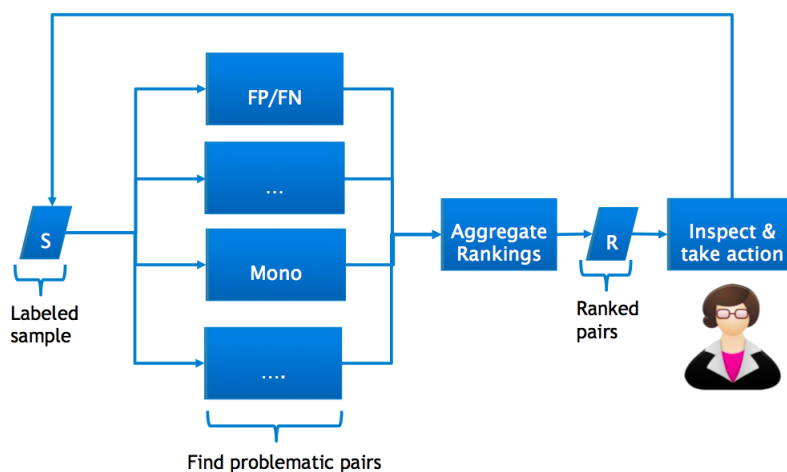 FP/FN
...
S
Mono
....
Aggregate
Rankings
R
Inspect &
take action
Labeled
sample
Ranked
pairs
Find problematic pairs